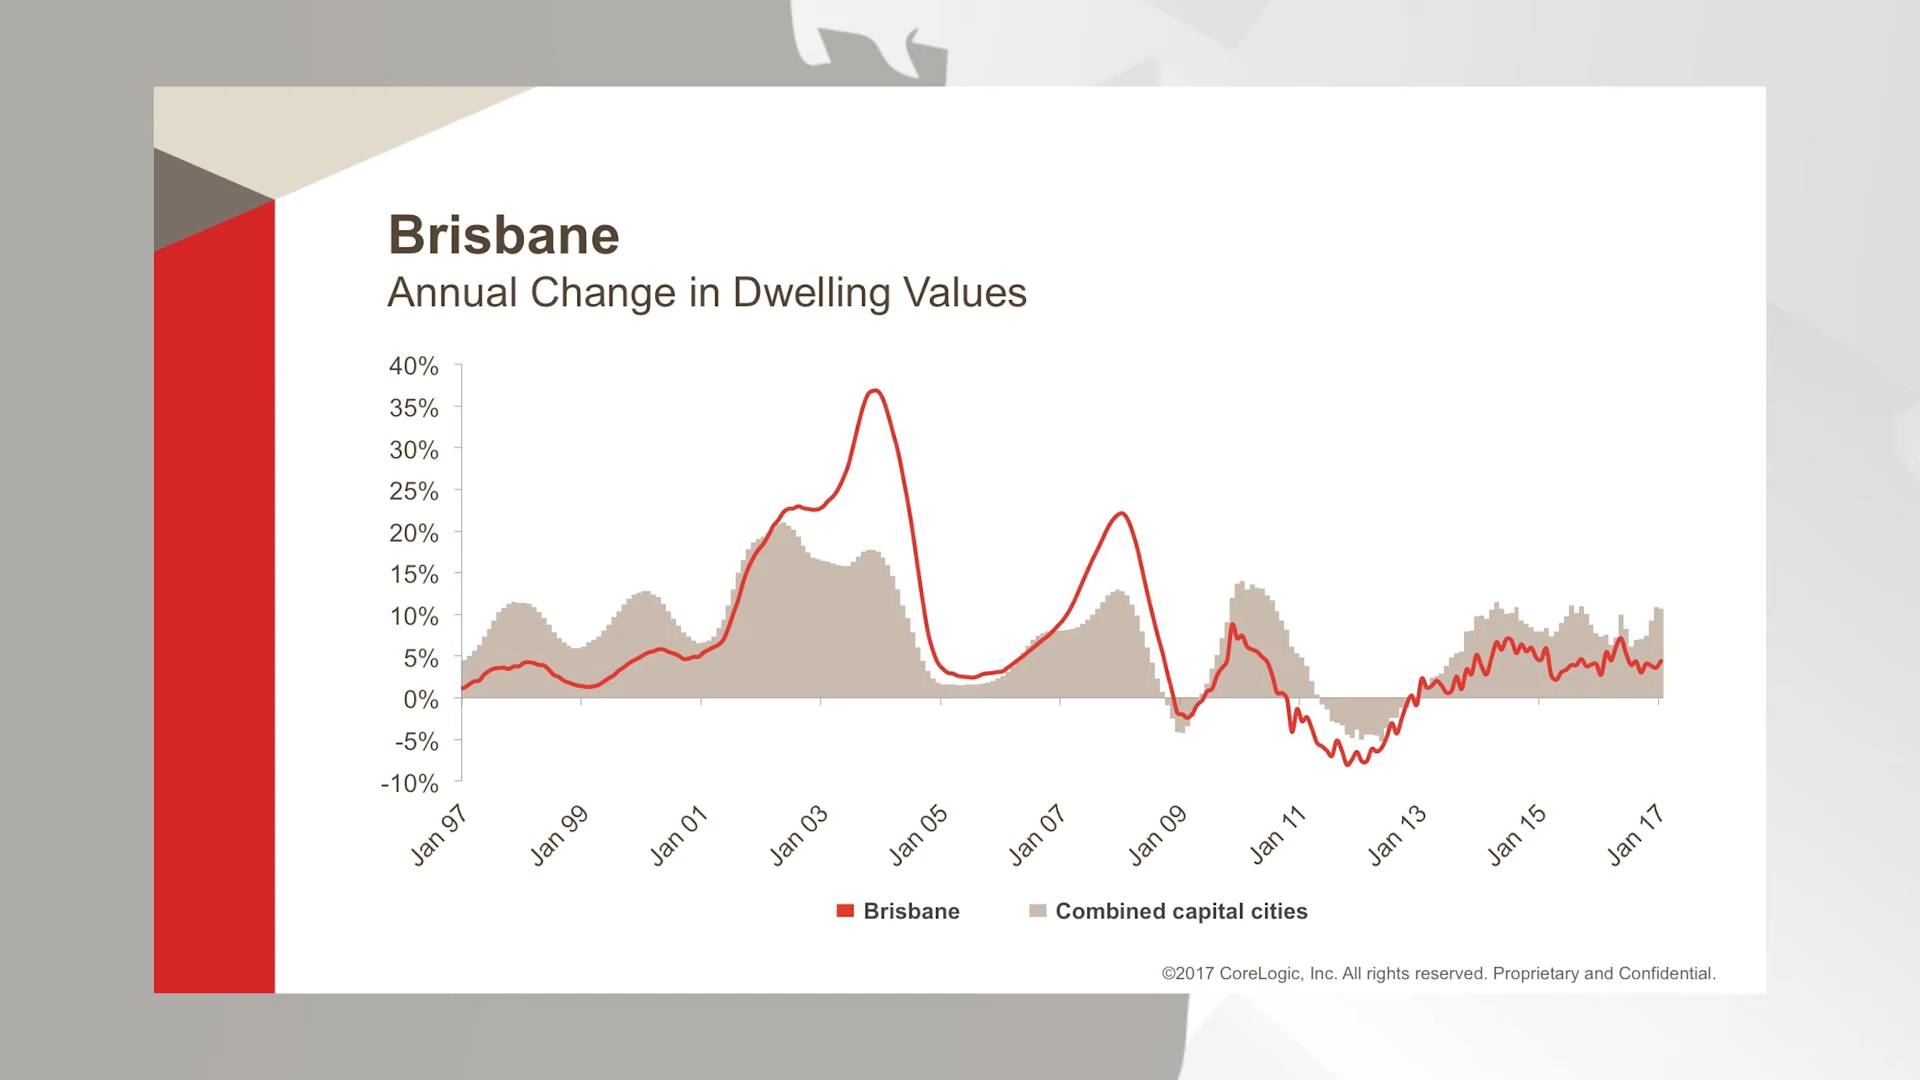 Brisbane
Annual Change in Dwelling Values
40%
35%
30%
25%
20%
15%
10%
5%
0%
-5%
-10%
Jan 97
Jan 99
Jan 01
Jan 03
Jan 05
Jan 07
Jan 09
Jan 11
Jan 13
Jan 15
Jan 17
Brisbane
Combined capital cities
©2017 CoreLogic, Inc. All rights reserved. Proprietary and Confidential.